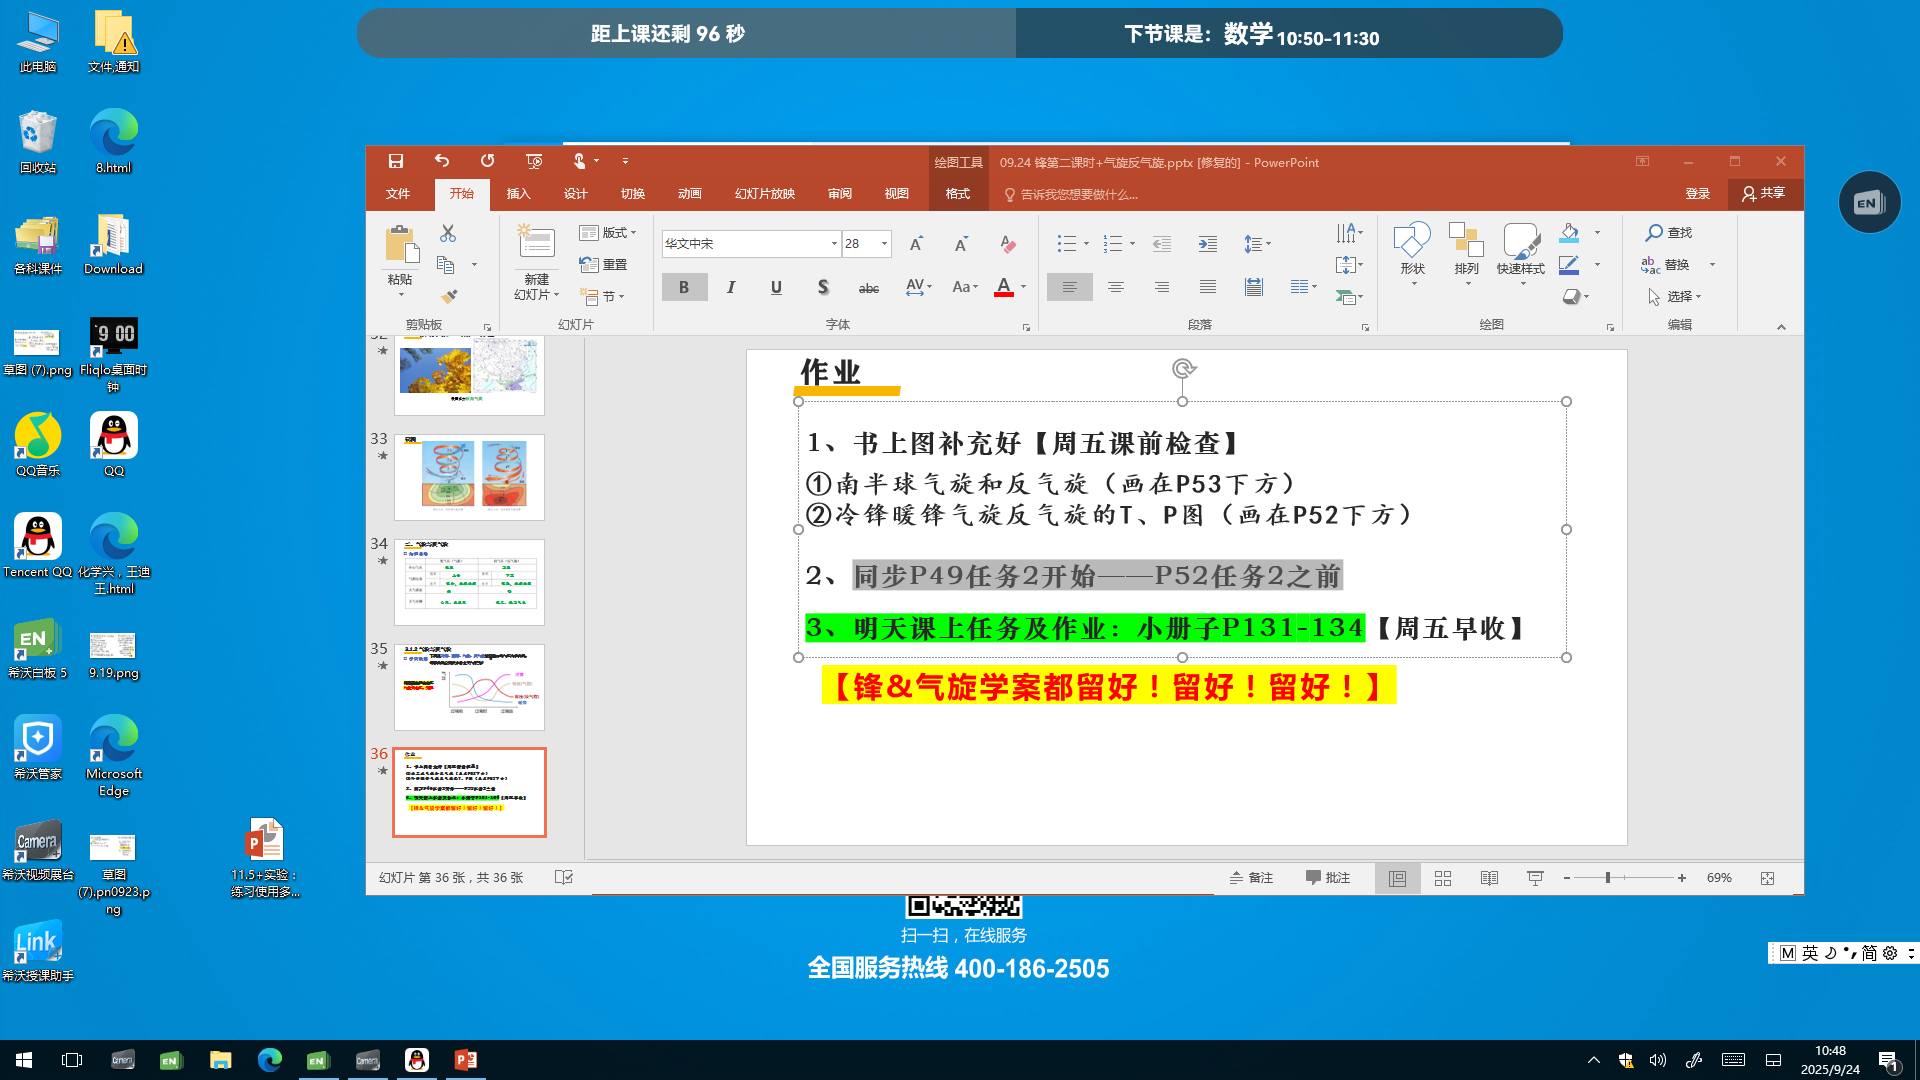 距上课还剩 96 秒
下节课是：数学 10:50-11:30
此电脑
文件,通知
回收站
8.html
各科课件
Download
草图 (7).png
Fliqlo桌面时钟
QQ音乐
QQ
Tencent QQ
化学兴，王迪王.html
希沃白板 5
9.19.png
希沃管家
Microsoft Edge
希沃视频展台
草图(7).pn0923.png
11.5+实验：练习使用多...
希沃授课助手
绘图工具
09.24 锋第二课时+气旋反气旋.pptx [修复的] - PowerPoint
文件
开始
插入
设计
切换
动画
幻灯片放映
审阅
视图
格式
告诉我您想要做什么...
登录
共享
粘贴
剪贴板
新建
幻灯片
版式
重置
节
幻灯片
华文中宋
28
字体
段落
形状
排列
快速样式
绘图
查找
替换
选择
编辑
33
34
35
36
作业
1、书上图补充好【周五课前检查】
①南半球气旋和反气旋（画在P53下方）
②冷锋暖锋气旋反气旋的T、P图（画在P52下方）
2、同步P49任务2开始——P52任务2之前
3、明天课上任务及作业：小册子P131-134【周五早收】
【锋&气旋学案都留好！留好！留好！】
幻灯片 第 36 张，共 36 张
备注
批注
69%
扫一扫，在线服务
全国服务热线 400-186-2505
M 英 简
10:48
2025/9/24